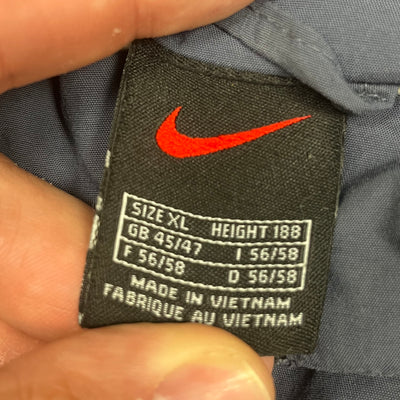 SIZE XL HEIGHT 188
GB 45/47 I 56/58
F 56/58 D 56/58
MADE IN VIETNAM
FABRIQUE AU VIETNAM